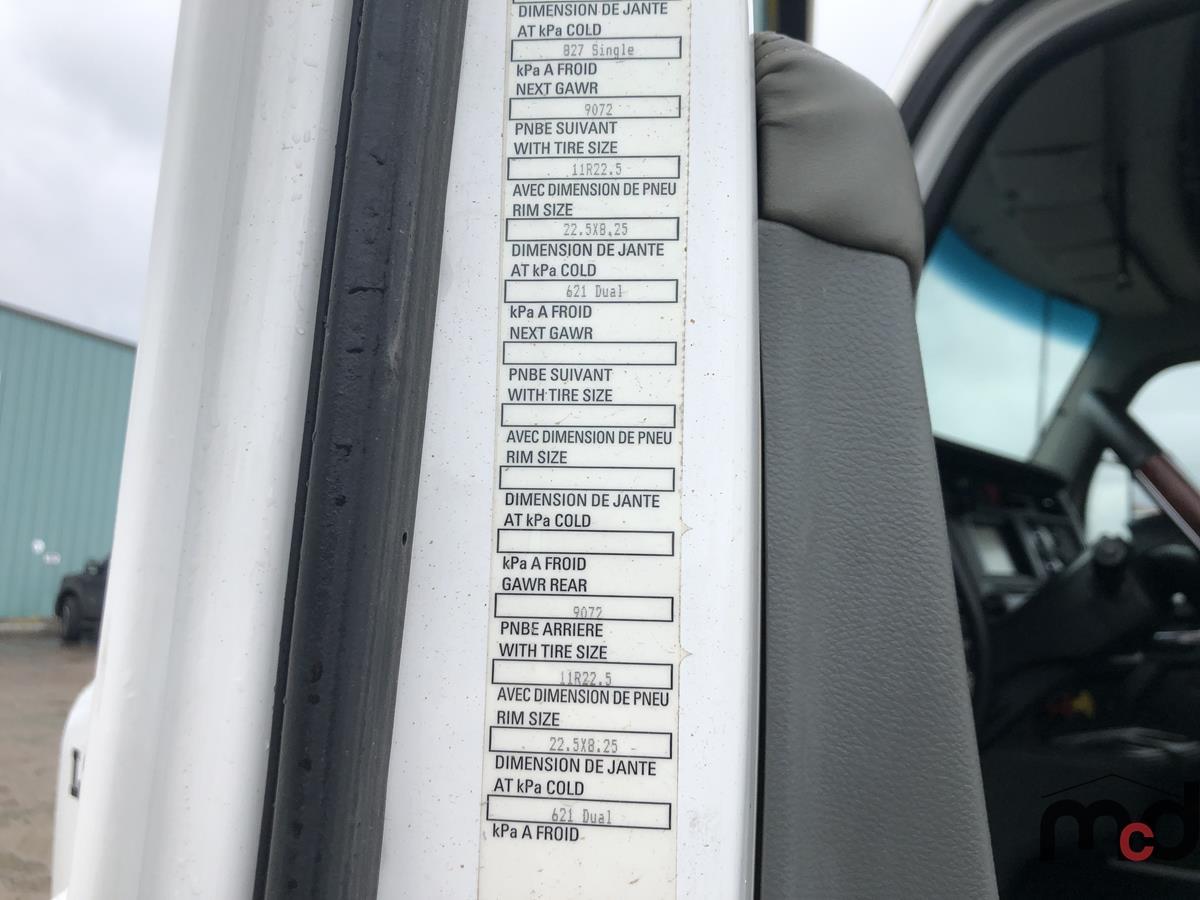 DIMENSION DE JANTE
AT kPa COLD
827 Single
kPa A FROID
NEXT GAWR
9072
PNBE SUIVANT
WITH TIRE SIZE
11R22.5
AVEC DIMENSION DE PNEU
RIM SIZE
22.5X8.25
DIMENSION DE JANTE
AT kPa COLD
621 Dual
kPa A FROID
NEXT GAWR
PNBE SUIVANT
WITH TIRE SIZE
AVEC DIMENSION DE PNEU
RIM SIZE
DIMENSION DE JANTE
AT kPa COLD
kPa A FROID
GAWR REAR
9072
PNBE ARRIERE
WITH TIRE SIZE
11R22.5
AVEC DIMENSION DE PNEU
RIM SIZE
22.5X8.25
DIMENSION DE JANTE
AT kPa COLD
621 Dual
kPa A FROID
mcd